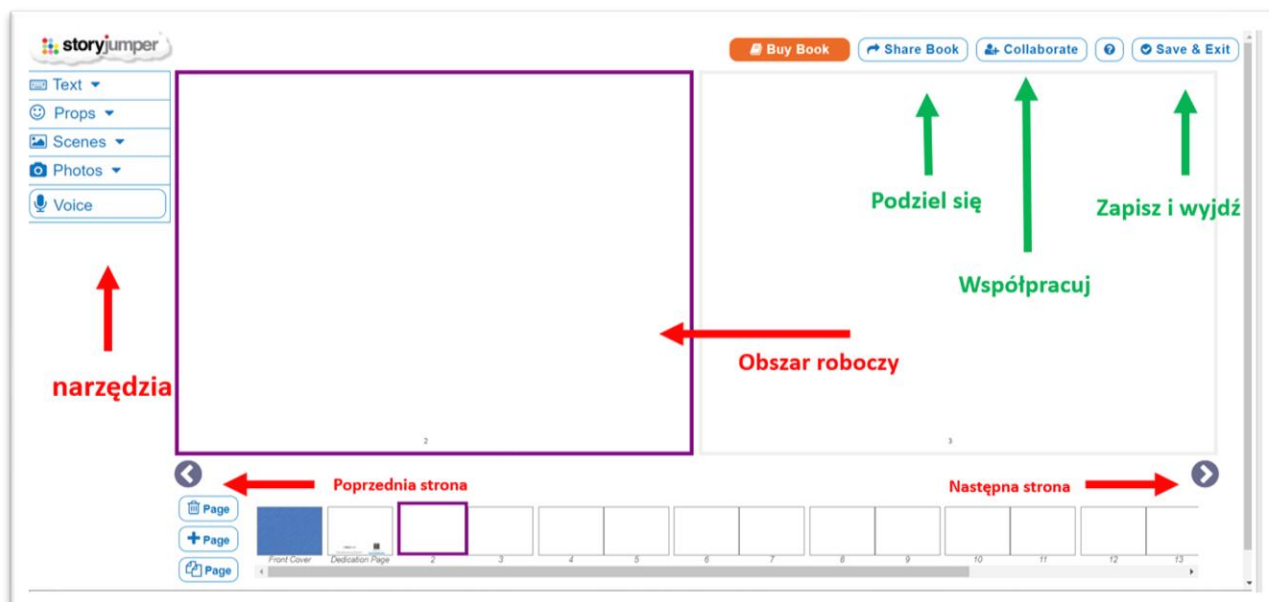 storyjumper
Buy Book
Share Book
Collaborate
Save & Exit
Text
Props
Scenes
Photos
Voice
Podziel się
Zapisz i wyjdź
Współpracuj
narzędzia
Obszar roboczy
2
3
Poprzednia strona
Następna strona
Page
Page
Page
Front Cover
Dedication Page
2
3
4
5
6
7
8
9
10
11
12
13